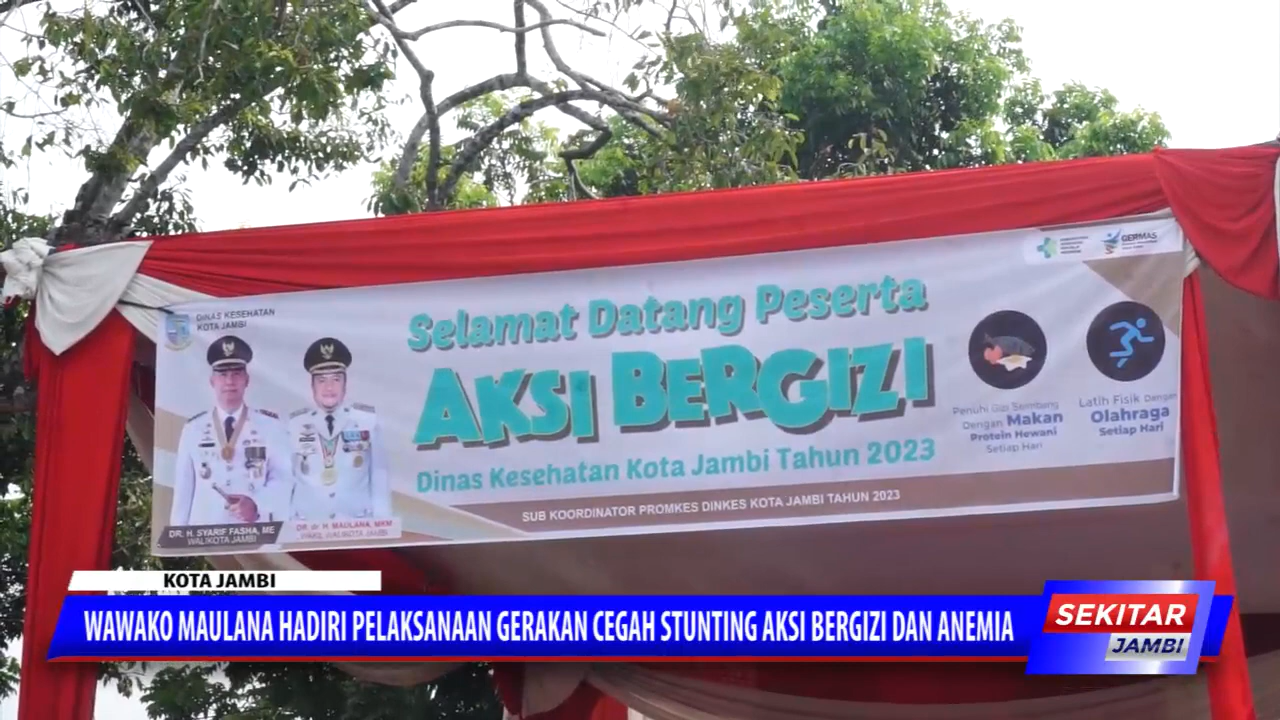 DINAS KESEHATAN
KOTA JAMBI
GERMAS
Selamat Datang Peserta
AKSI BERGIZI
Dinas Kesehatan Kota Jambi Tahun 2023
SUB KOORDINATOR PROMKES DINKES KOTA JAMBI TAHUN 2023
DR. H. SYARIF FASHA, ME
WALIKOTA JAMBI
DR. dr. H. MAULANA, MKM
WAKIL WALIKOTA JAMBI
Penuhi Gizi Seimbang
Dengan Makan
Protein Hewani
Setiap Hari
Latih Fisik Dengan
Olahraga
Setiap Hari
KOTA JAMBI
WAWAKO MAULANA HADIRI PELAKSANAAN GERAKAN CEGAH STUNTING AKSI BERGIZI DAN ANEMIA
SEKITAR
JAMBI